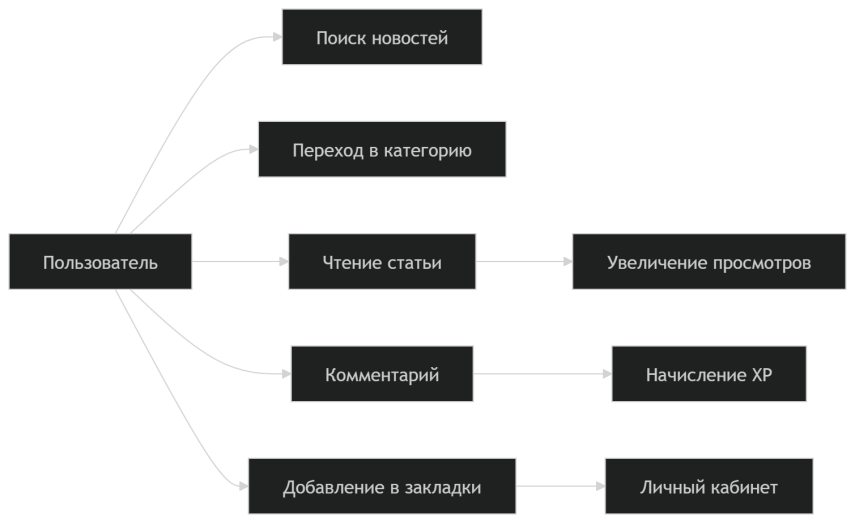 Поиск новостей
Переход в категорию
Пользователь
Чтение статьи
Увеличение просмотров
Комментарий
Начисление XP
Добавление в закладки
Личный кабинет